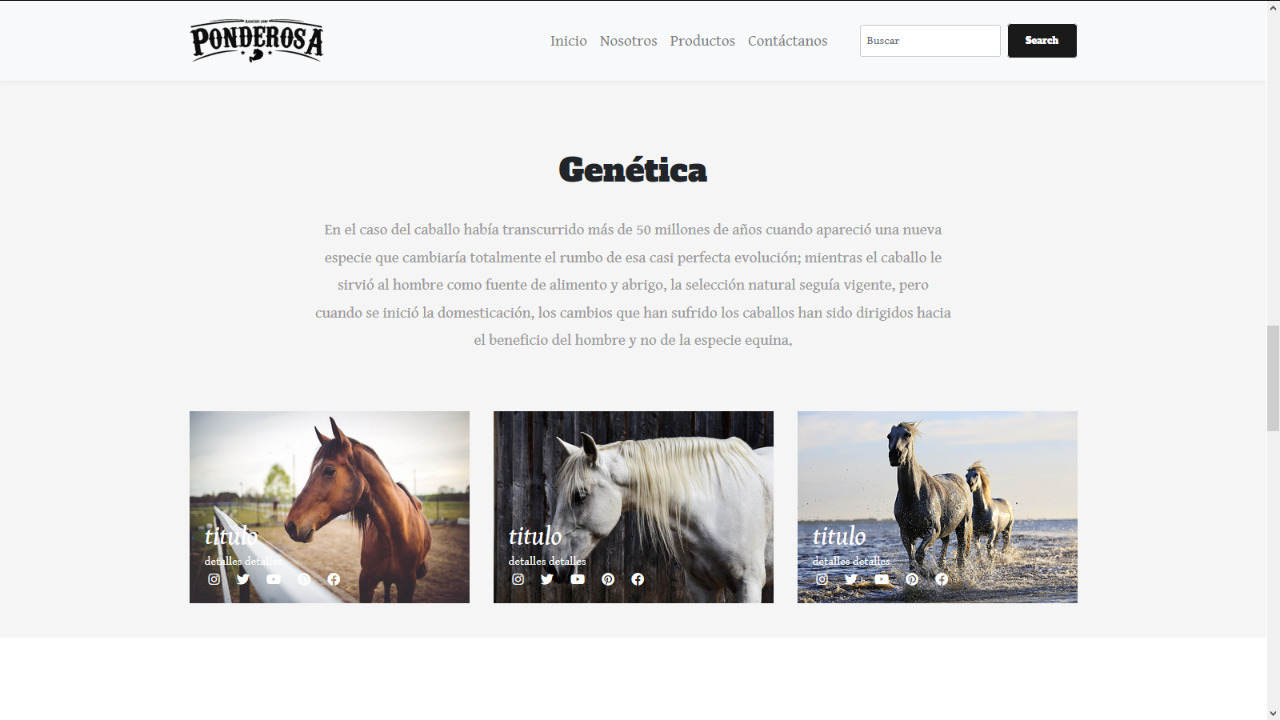 PONDEROSA
Inicio Nosotros Productos Contáctanos
Buscar
Search
Genética
En el caso del caballo había transcurrido más de 50 millones de años cuando apareció una nueva
especie que cambiaría totalmente el rumbo de esa casi perfecta evolución; mientras el caballo le
sirvió al hombre como fuente de alimento y abrigo, la selección natural seguía vigente, pero
cuando se inició la domesticación, los cambios que han sufrido los caballos han sido dirigidos hacia
el beneficio del hombre y no de la especie equina.
titulo
detalles detalles
titulo
detalles detalles
titulo
detalles detalles